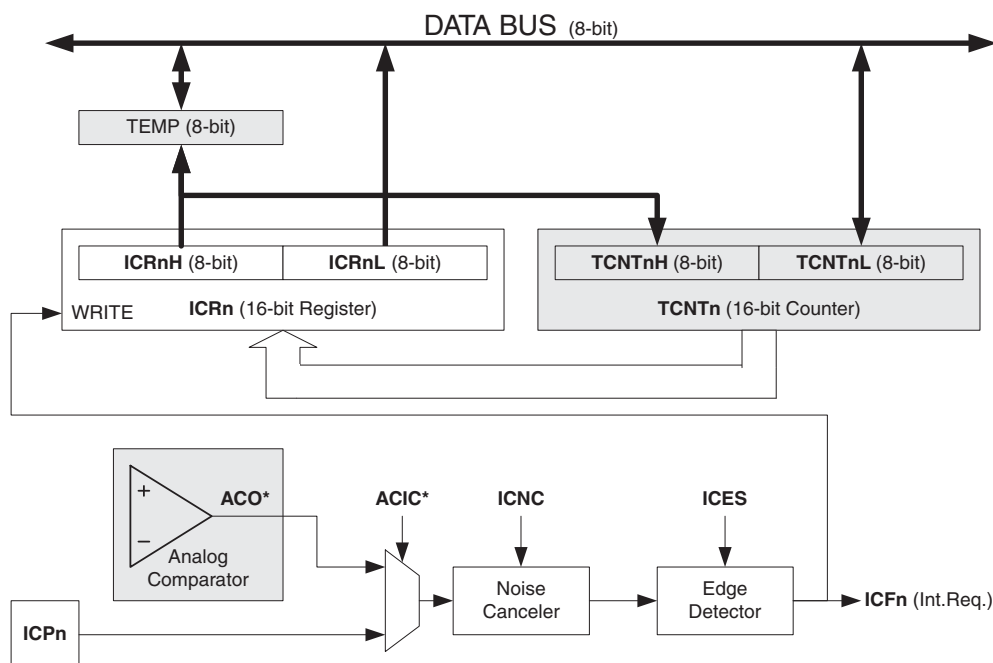 DATA BUS (8-bit)
TEMP (8-bit)
ICRnH (8-bit)
ICRnL (8-bit)
TCNTnH (8-bit)
TCNTnL (8-bit)
WRITE
ICRn (16-bit Register)
TCNTn (16-bit Counter)
+
−
ACO*
Analog
Comparator
ACIC*
ICNC
ICES
Noise
Canceler
Edge
Detector
ICFn (Int.Req.)
ICPn